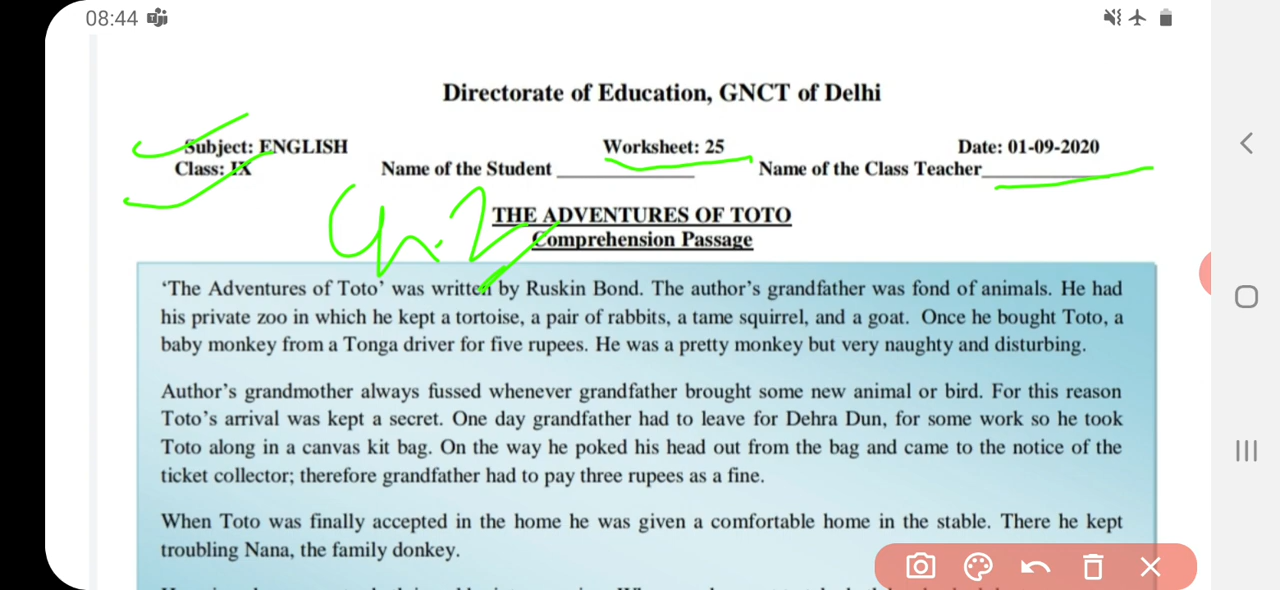 08:44
Directorate of Education, GNCT of Delhi
Subject: ENGLISH Worksheet: 25 Date: 01-09-2020
Class: IX Name of the Student ______________ Name of the Class Teacher__________________
Ch. 2
THE ADVENTURES OF TOTO
Comprehension Passage
‘The Adventures of Toto’ was written by Ruskin Bond. The author’s grandfather was fond of animals. He had
his private zoo in which he kept a tortoise, a pair of rabbits, a tame squirrel, and a goat. Once he bought Toto, a
baby monkey from a Tonga driver for five rupees. He was a pretty monkey but very naughty and disturbing.
Author’s grandmother always fussed whenever grandfather brought some new animal or bird. For this reason
Toto’s arrival was kept a secret. One day grandfather had to leave for Dehra Dun, for some work so he took
Toto along in a canvas kit bag. On the way he poked his head out from the bag and came to the notice of the
ticket collector; therefore grandfather had to pay three rupees as a fine.
When Toto was finally accepted in the home he was given a comfortable home in the stable. There he kept
troubling Nana, the family donkey.